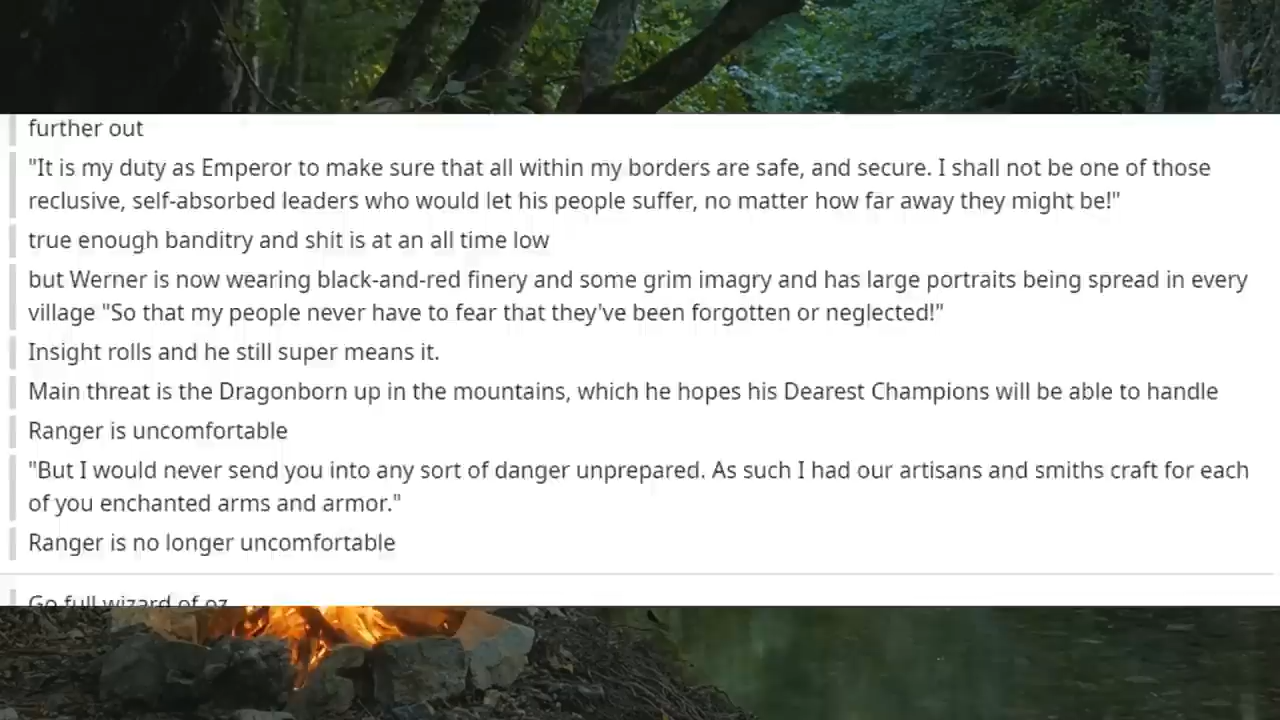 further out
"It is my duty as Emperor to make sure that all within my borders are safe, and secure. I shall not be one of those
reclusive, self-absorbed leaders who would let his people suffer, no matter how far away they might be!"
true enough banditry and shit is at an all time low
but Werner is now wearing black-and-red finery and some grim imagry and has large portraits being spread in every
village "So that my people never have to fear that they've been forgotten or neglected!"
Insight rolls and he still super means it.
Main threat is the Dragonborn up in the mountains, which he hopes his Dearest Champions will be able to handle
Ranger is uncomfortable
"But I would never send you into any sort of danger unprepared. As such I had our artisans and smiths craft for each
of you enchanted arms and armor."
Ranger is no longer uncomfortable
Go full wizard of oz